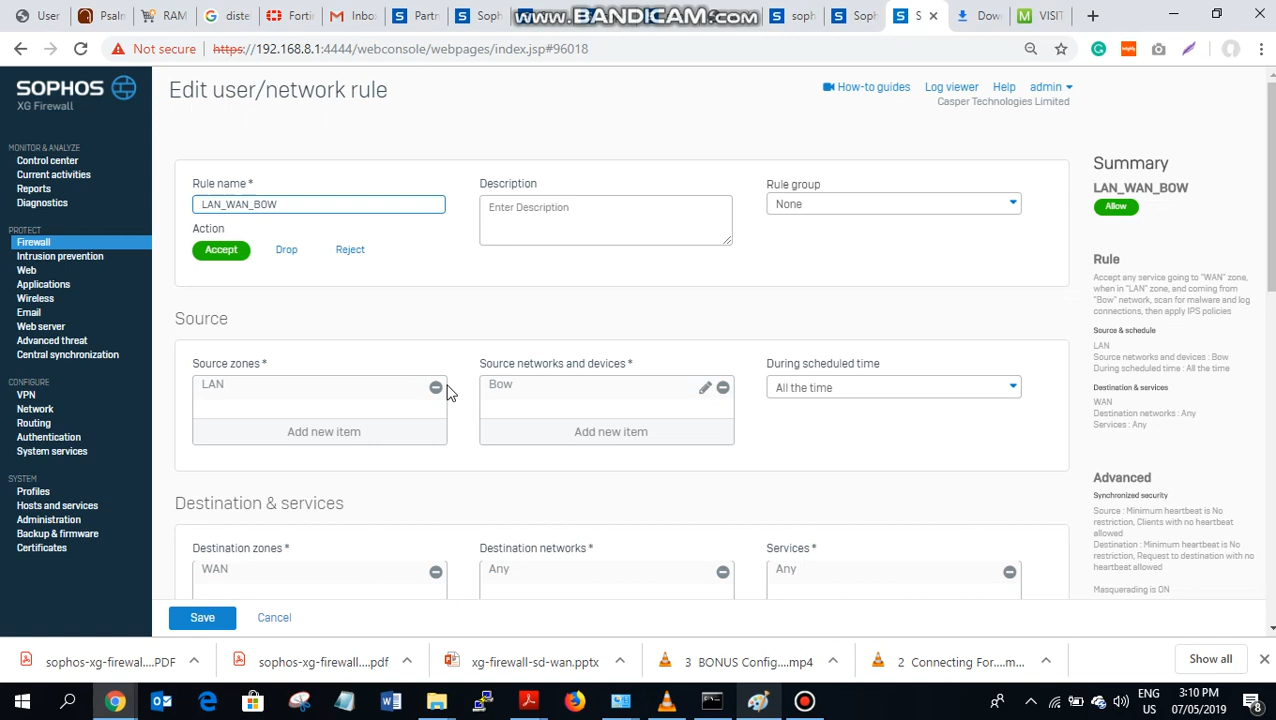 User
Cyber
RAM
diste
Forti
Inbo
Partn
Soph
www.BANDICAM.com
soph
Soph
S
Dow
VISIT
Not secure
https://192.168.8.1:4444/webconsole/webpages/index.jsp#96018
SOPHOS
XG Firewall
Edit user/network rule
How-to guides
Log viewer
Help
admin
Casper Technologies Limited
MONITOR & ANALYZE
Control center
Current activities
Reports
Diagnostics
PROTECT
Firewall
Intrusion prevention
Web
Applications
Wireless
Email
Web server
Advanced threat
Central synchronization
CONFIGURE
VPN
Network
Routing
Authentication
System services
SYSTEM
Profiles
Hosts and services
Administration
Backup & firmware
Certificates
Rule name *
LAN_WAN_BOW
Description
Enter Description
Rule group
None
Action
Accept
Drop
Reject
Source
Source zones *
LAN
Add new item
Source networks and devices *
Bow
Add new item
During scheduled time
All the time
Destination & services
Destination zones *
WAN
Destination networks *
Any
Services *
Any
Save
Cancel
Summary
LAN_WAN_BOW
Allow
Rule
Accept any service going to "WAN" zone,
when in "LAN" zone, and coming from
"Bow" network, scan for malware and log
connections, then apply IPS policies
Source & schedule
LAN
Source networks and devices : Bow
During scheduled time : All the time
Destination & services
WAN
Destination networks : Any
Services : Any
Advanced
Synchronized security
Source : Minimum heartbeat is No
restriction, Clients with no heartbeat
allowed
Destination : Minimum heartbeat is No
restriction, Request to destination with no
heartbeat allowed
Masquerading is ON
sophos-xg-firewal....PDF
sophos-xg-firewall....pdf
xg-firewall-sd-wan.pptx
3 BONUS Config....mp4
2 Connecting For....m...
Show all
ENG
US
3:10 PM
07/05/2019
8